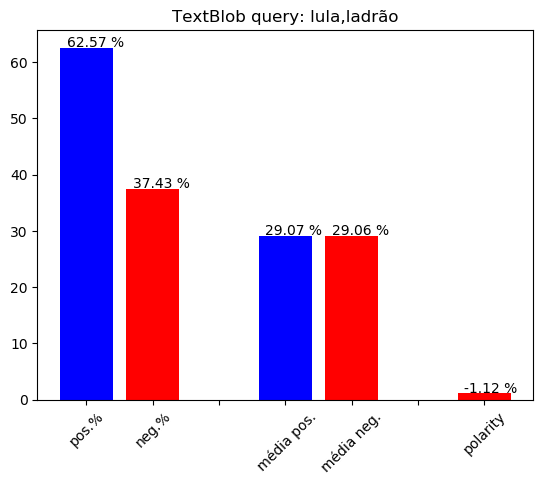 TextBlob query: lula,ladrão
62.57 %
60
50
40
37.43 %
30
29.07 %
29.06 %
20
10
-1.12 %
0
pos.%
neg.%
média pos.
média neg.
polarity